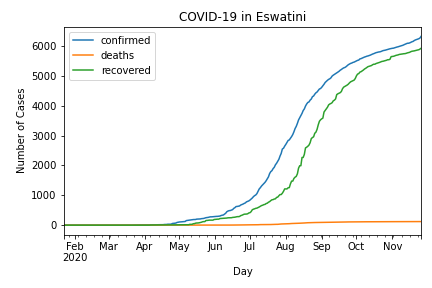 COVID-19 in Eswatini
confirmed
deaths
recovered
Number of Cases
6000
5000
4000
3000
2000
1000
0
Feb Mar Apr May Jun Jul Aug Sep Oct Nov
2020
Day